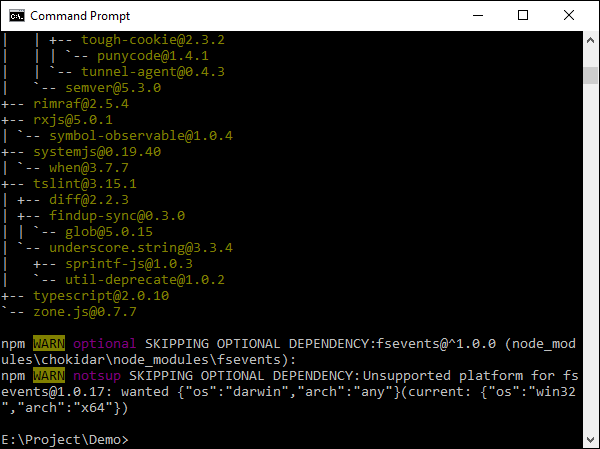 Command Prompt
|   | +-- tough-cookie@2.3.2
|   | | `-- punycode@1.4.1
|   | `-- tunnel-agent@0.4.3
|   `-- semver@5.3.0
+-- rimraf@2.5.4
+-- rxjs@5.0.1
| `-- symbol-observable@1.0.4
+-- systemjs@0.19.40
| `-- when@3.7.7
+-- tslint@3.15.1
| +-- diff@2.2.3
| +-- findup-sync@0.3.0
| | `-- glob@5.0.15
| `-- underscore.string@3.3.4
|   +-- sprintf-js@1.0.3
|   `-- util-deprecate@1.0.2
+-- typescript@2.0.10
`-- zone.js@0.7.7
npm WARN optional SKIPPING OPTIONAL DEPENDENCY:fsevents@^1.0.0 (node_mod
ules\chokidar\node_modules\fsevents):
npm WARN notsup SKIPPING OPTIONAL DEPENDENCY:Unsupported platform for fs
events@1.0.17: wanted {"os":"darwin","arch":"any"}(current: {"os":"win32
","arch":"x64"})
E:\Project\Demo>